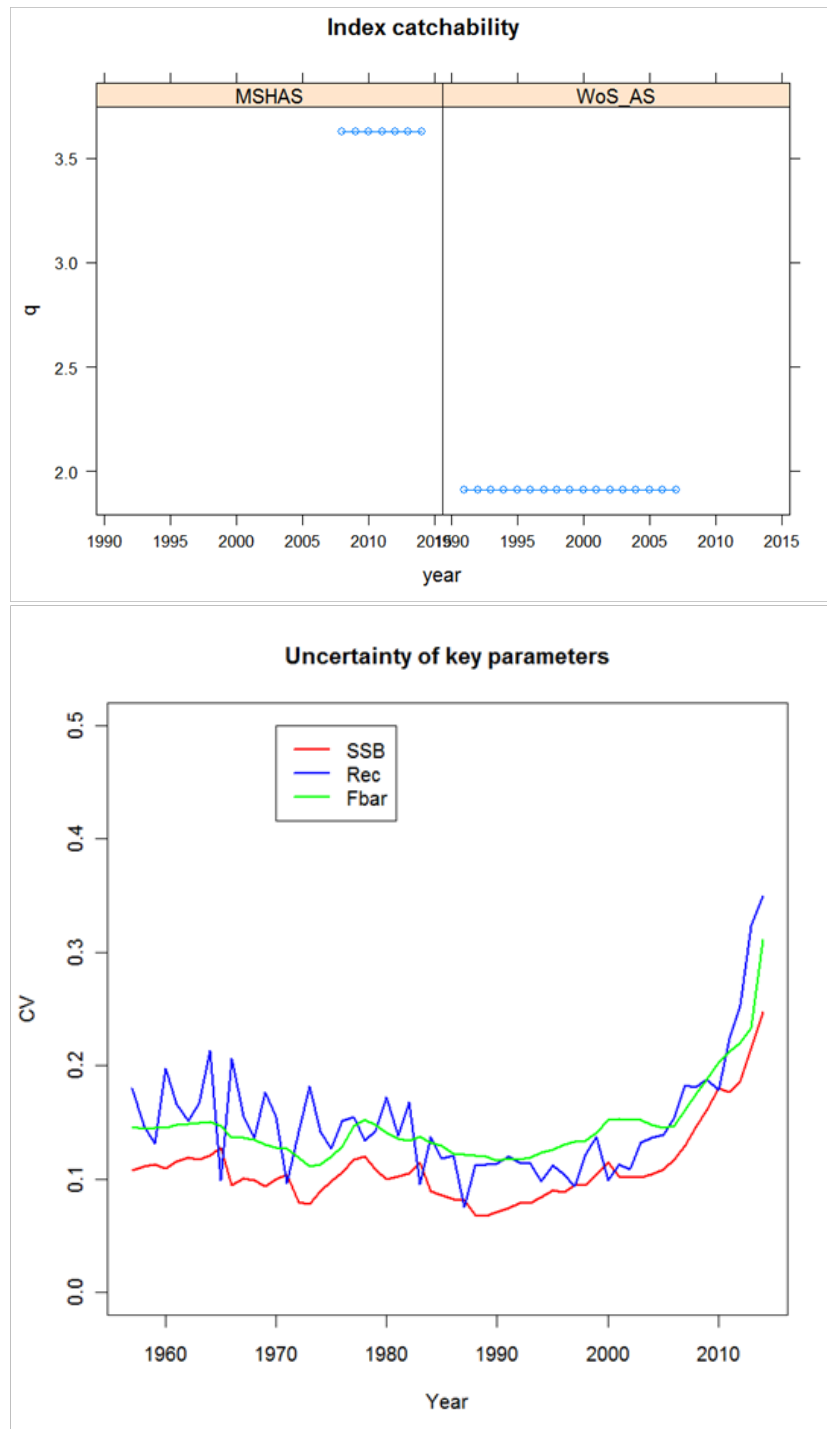 Index catchability
MSHAS WoS_AS
3.5
3.0
q
2.5
2.0
1990 1995 2000 2005 2010 2015 1990 1995 2000 2005 2010 2015
year
Uncertainty of key parameters
0.5
SSB
Rec
Fbar
0.4
0.3
CV
0.2
0.1
0.0
1960 1970 1980 1990 2000 2010
Year